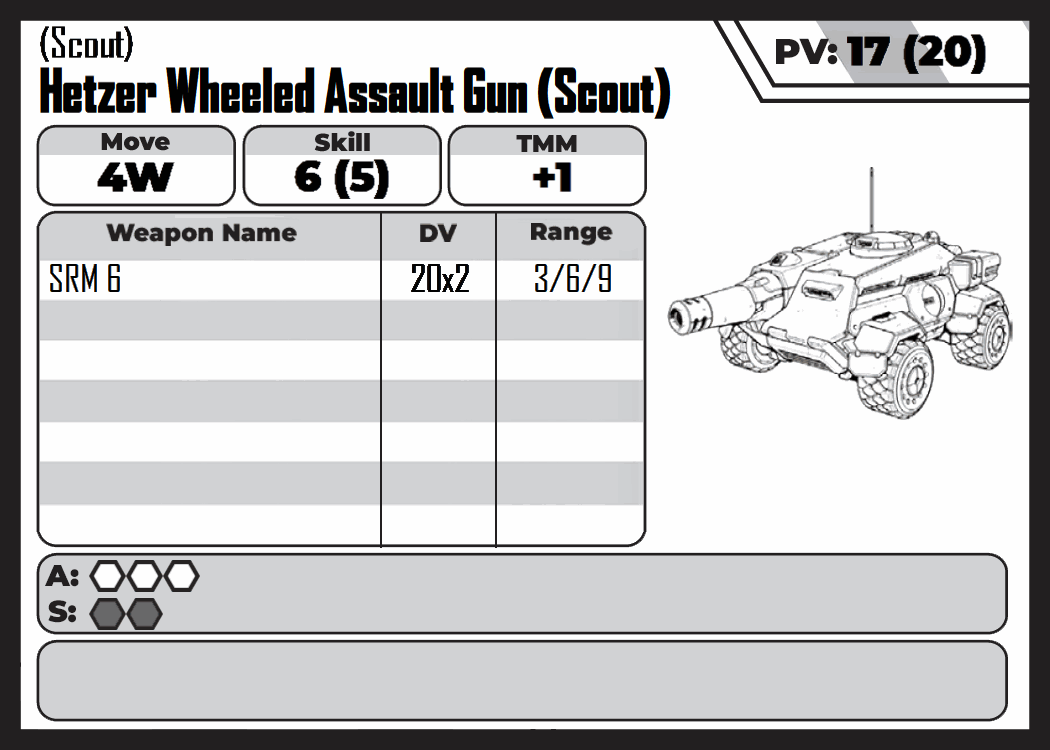 (Scout)
Hetzer Wheeled Assault Gun (Scout)
PV: 17 (20)
Move Skill TMM
4W 6 (5) +1
Weapon Name DV Range
SRM 6 20x2 3/6/9
A:
S: